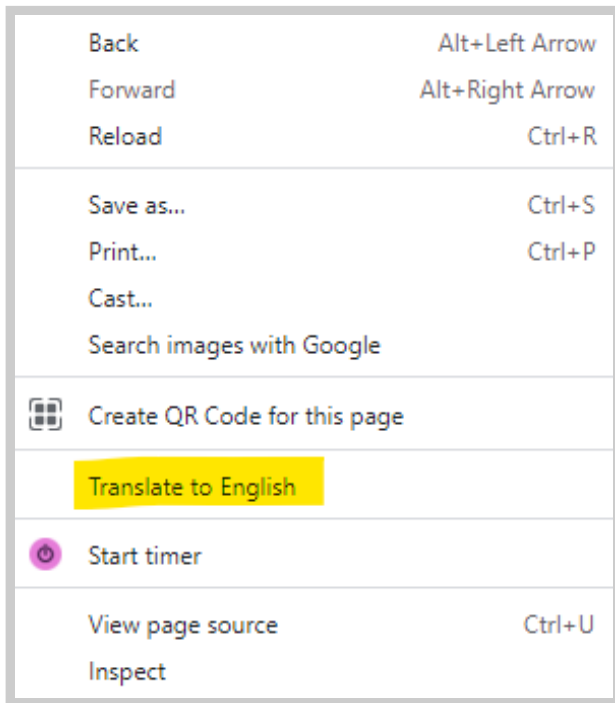 Back Alt+Left Arrow
Forward Alt+Right Arrow
Reload Ctrl+R
Save as... Ctrl+S
Print... Ctrl+P
Cast...
Search images with Google
Create QR Code for this page
Translate to English
Start timer
View page source Ctrl+U
Inspect